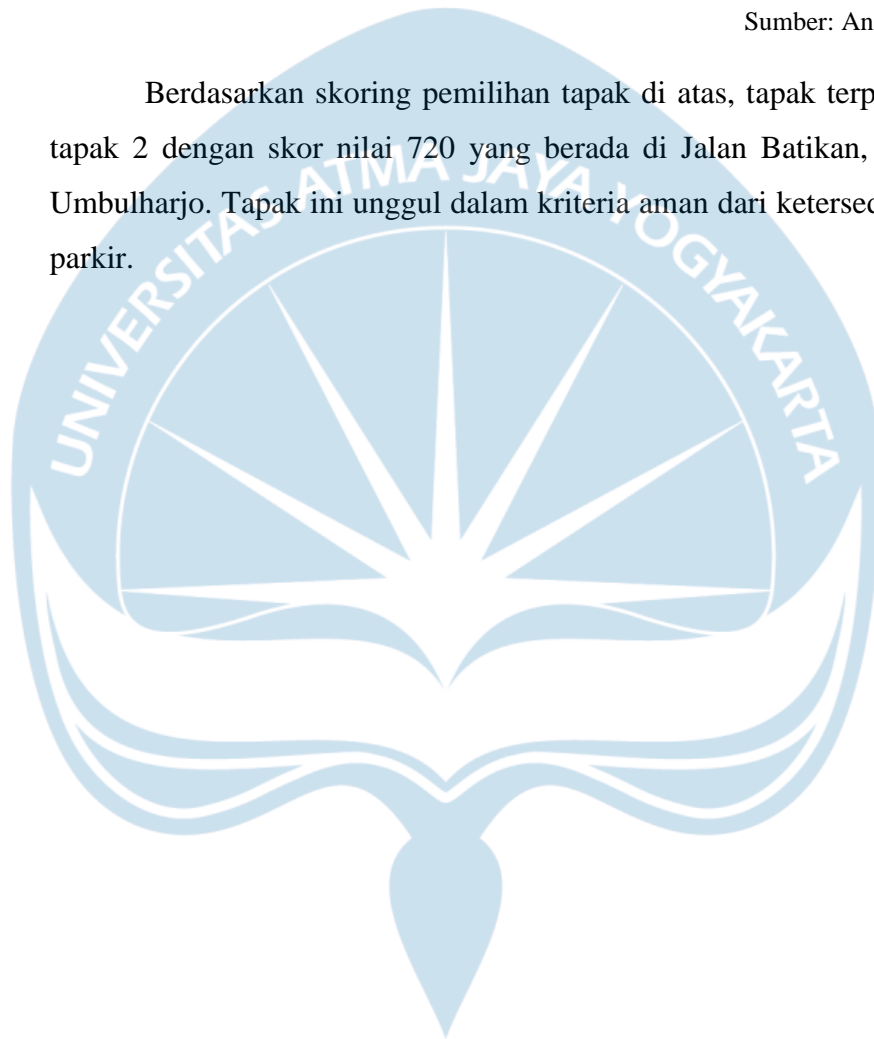 Sumber: An
Berdasarkan skoring pemilihan tapak di atas, tapak terp
tapak 2 dengan skor nilai 720 yang berada di Jalan Batikan,
Umbulharjo. Tapak ini unggul dalam kriteria aman dari ketersed
parkir.
UNIVERSITAS ATMA JAYA YOGYAKARTA